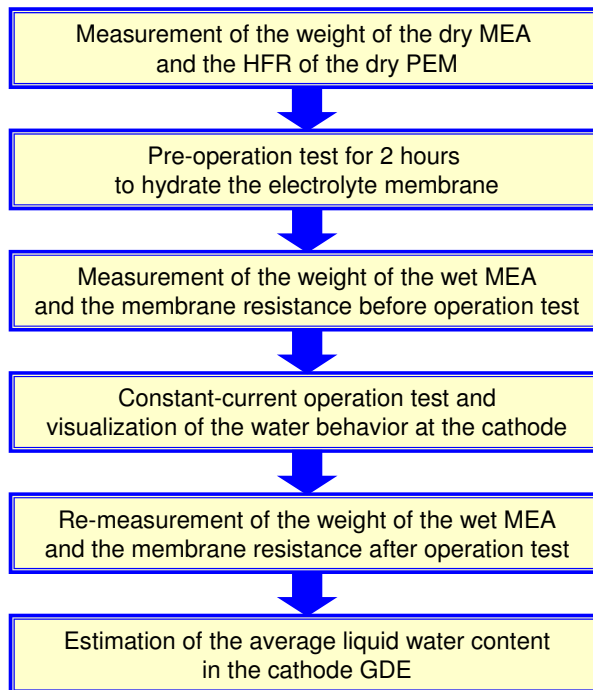 Measurement of the weight of the dry MEA
and the HFR of the dry PEM
Pre-operation test for 2 hours
to hydrate the electrolyte membrane
Measurement of the weight of the wet MEA
and the membrane resistance before operation test
Constant-current operation test and
visualization of the water behavior at the cathode
Re-measurement of the weight of the wet MEA
and the membrane resistance after operation test
Estimation of the average liquid water content
in the cathode GDE